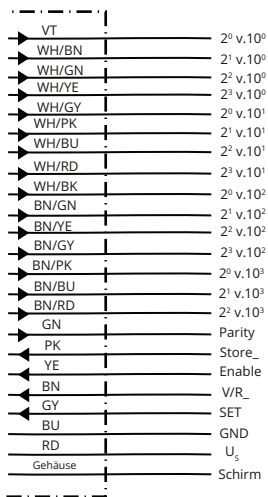 VT 2⁰ v.10⁰
WH/BN 2¹ v.10⁰
WH/GN 2² v.10⁰
WH/YE 2³ v.10⁰
WH/GY 2⁰ v.10¹
WH/PK 2¹ v.10¹
WH/BU 2² v.10¹
WH/RD 2³ v.10¹
WH/BK 2⁰ v.10²
BN/GN 2¹ v.10²
BN/YE 2² v.10²
BN/GY 2³ v.10²
BN/PK 2⁰ v.10³
BN/BU 2¹ v.10³
BN/RD 2² v.10³
GN Parity
PK Store_
YE Enable
BN V/R_
GY SET
BU GND
RD Uₛ
Gehäuse Schirm